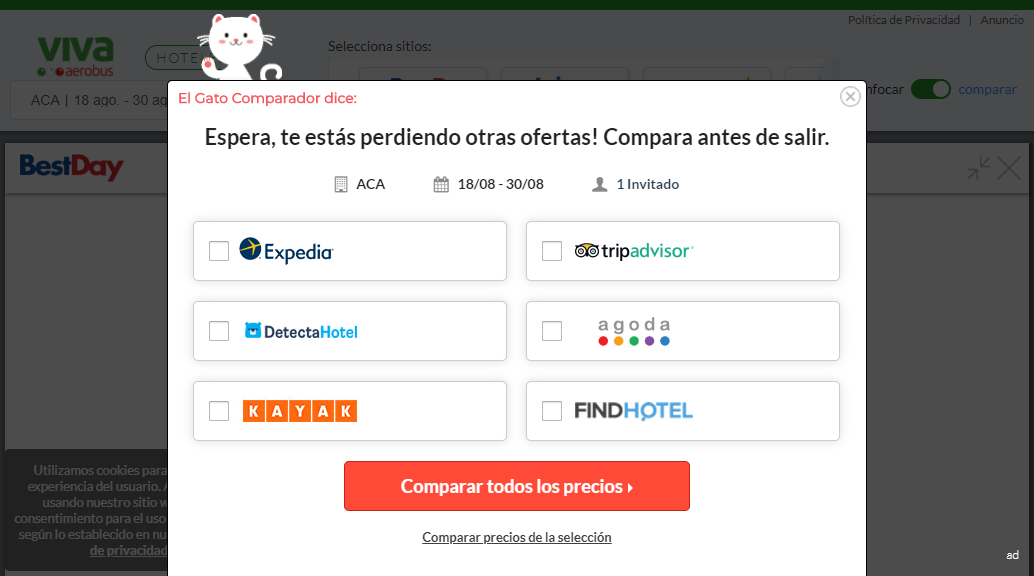 Política de Privacidad | Anuncio
viva
aerobus
HOTEL
Selecciona sitios:
ACA | 18 ago. - 30 ag
nfocar
comparar
BestDay
El Gato Comparador dice:
Espera, te estás perdiendo otras ofertas! Compara antes de salir.
ACA 18/08 - 30/08 1 Invitado
Expedia
tripadvisor
DetectaHotel
agoda
KAYAK
FINDHOTEL
Comparar todos los precios
Comparar precios de la selección
Utilizamos cookies para
experiencia del usuario. A
usando nuestro sitio w
consentimiento para el uso
según lo establecido en nu
de privacidad
ad